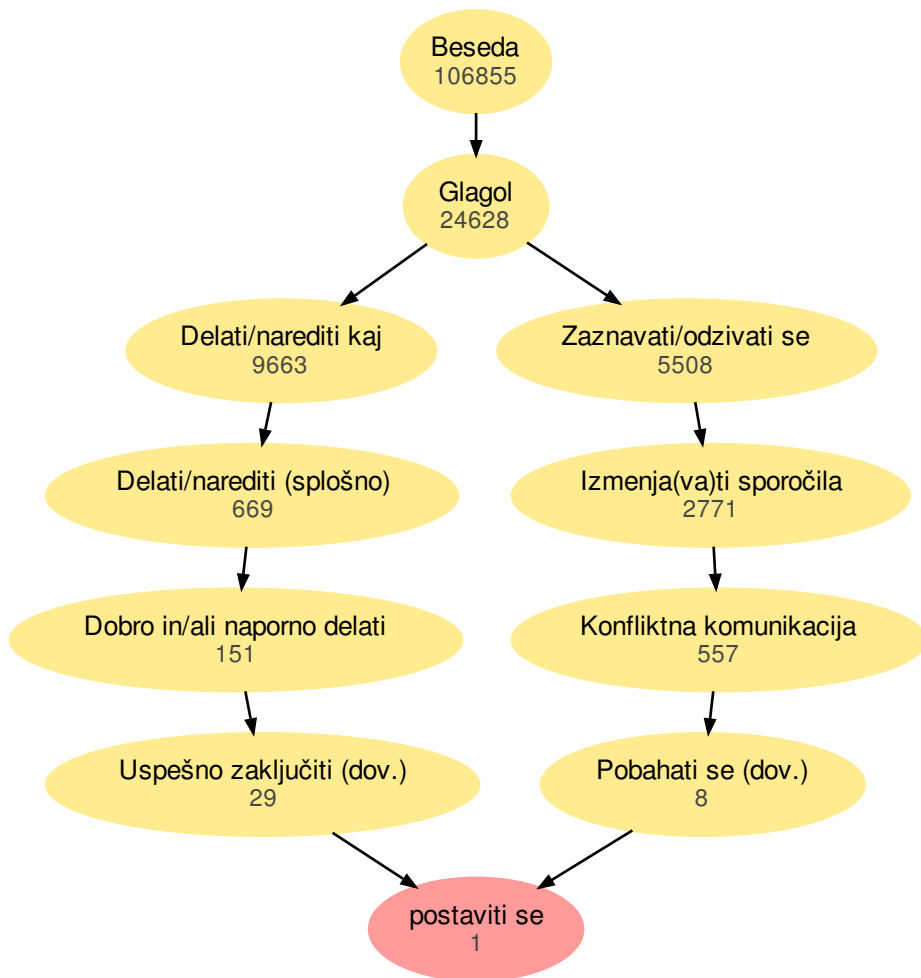 Beseda
106855
Glagol
24628
Delati/narediti kaj
9663
Zaznavati/odzivati se
5508
Delati/narediti (splošno)
669
Izmenja(va)ti sporočila
2771
Dobro in/ali naporno delati
151
Konfliktna komunikacija
557
Uspešno zaključiti (dov.)
29
Pobahati se (dov.)
8
postaviti se
1